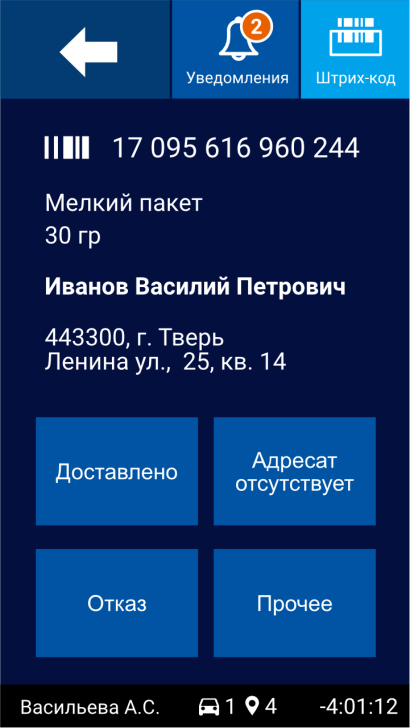 2
Уведомления
Штрих-код
17 095 616 960 244
Мелкий пакет
30 гр
Иванов Василий Петрович
443300, г. Тверь
Ленина ул., 25, кв. 14
Доставлено
Адресат
отсутствует
Отказ
Прочее
Васильева А.С. 1 4 -4:01:12